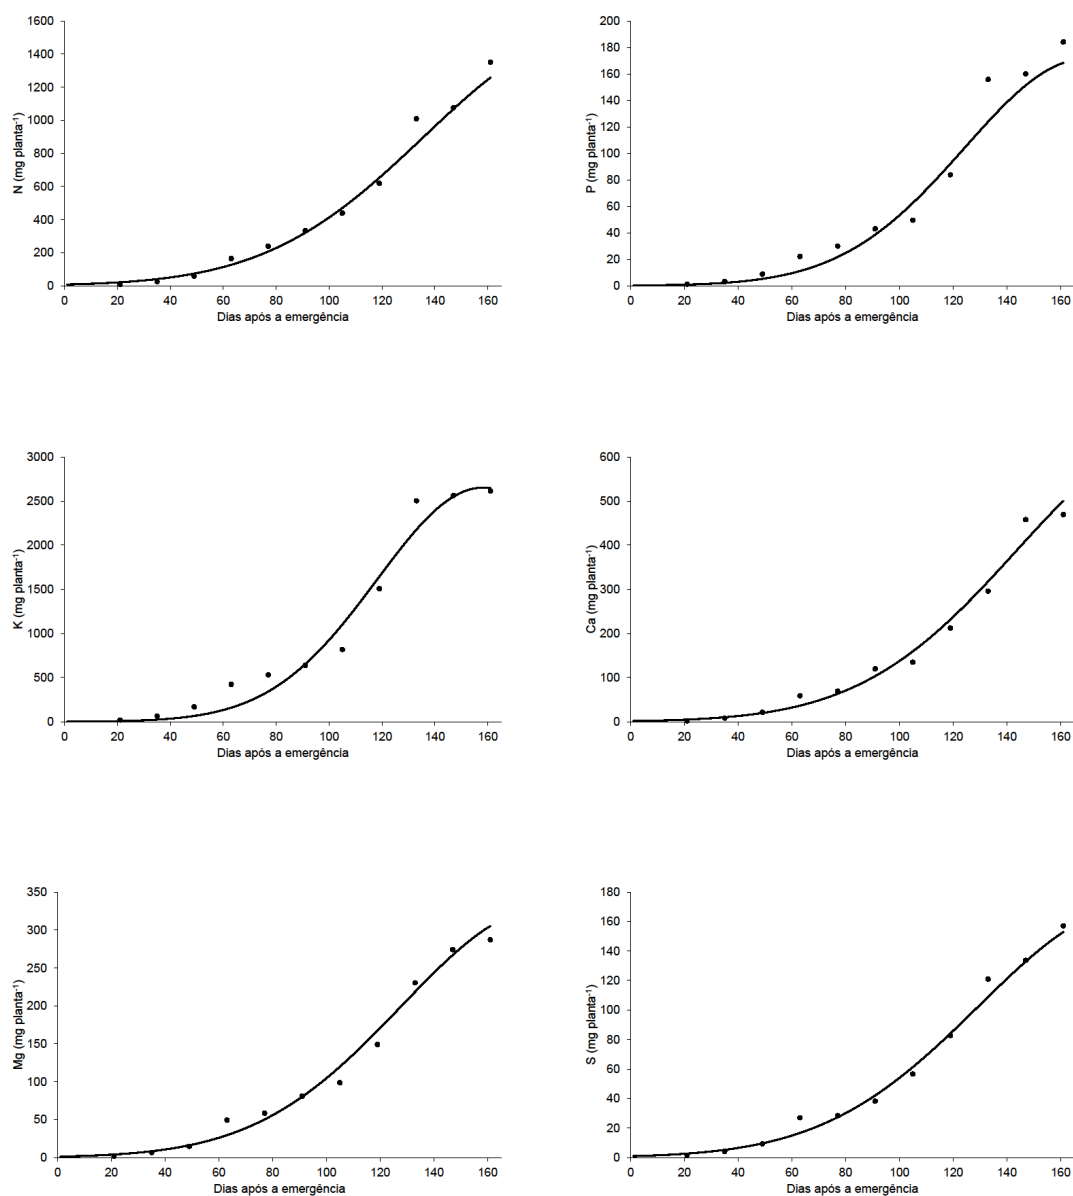 1600
1400
1200
1000
800
600
400
200
0
N (mg planta⁻¹)
0 20 40 60 80 100 120 140 160
Dias após a emergência
200
180
160
140
120
100
80
60
40
20
0
P (mg planta⁻¹)
0 20 40 60 80 100 120 140 160
Dias após a emergência
3000
2500
2000
1500
1000
500
0
K (mg planta⁻¹)
0 20 40 60 80 100 120 140 160
Dias após a emergência
600
500
400
300
200
100
0
Ca (mg planta⁻¹)
0 20 40 60 80 100 120 140 160
Dias após a emergência
350
300
250
200
150
100
50
0
Mg (mg planta⁻¹)
0 20 40 60 80 100 120 140 160
Dias após a emergência
180
160
140
120
100
80
60
40
20
0
S (mg planta⁻¹)
0 20 40 60 80 100 120 140 160
Dias após a emergência